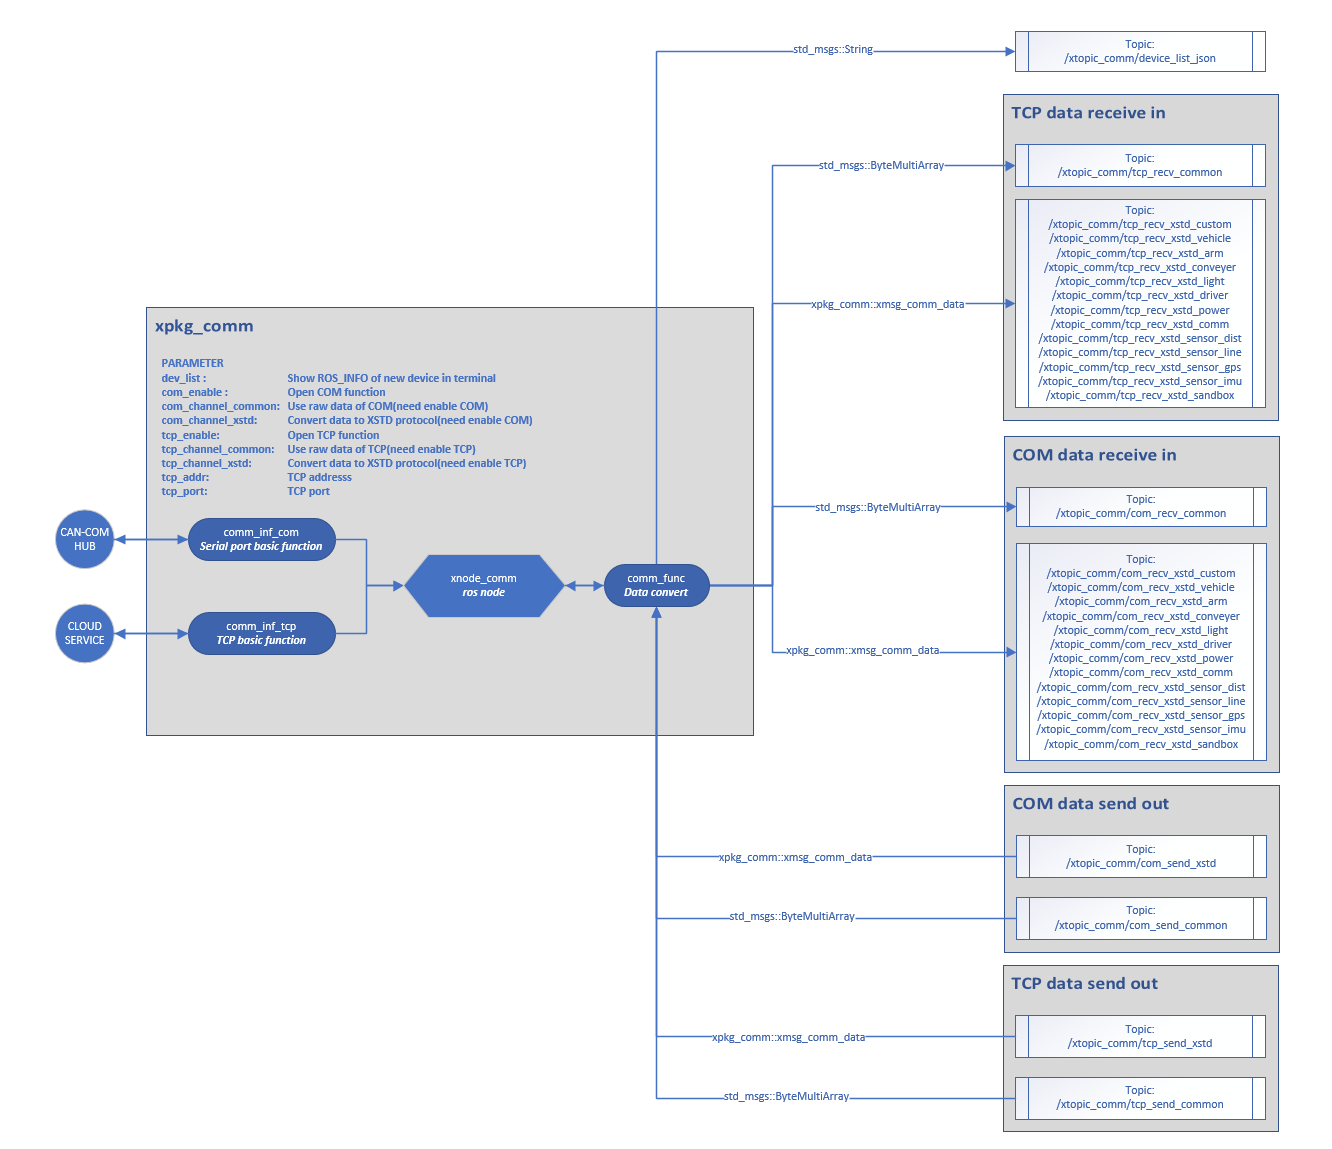 std_msgs::String
Topic:
/xtopic_comm/device_list_json
TCP data receive in
std_msgs::ByteMultiArray
Topic:
/xtopic_comm/tcp_recv_common
xpkg_comm::xmsg_comm_data
Topic:
/xtopic_comm/tcp_recv_xstd_custom
/xtopic_comm/tcp_recv_xstd_vehicle
/xtopic_comm/tcp_recv_xstd_arm
/xtopic_comm/tcp_recv_xstd_conveyer
/xtopic_comm/tcp_recv_xstd_light
/xtopic_comm/tcp_recv_xstd_driver
/xtopic_comm/tcp_recv_xstd_power
/xtopic_comm/tcp_recv_xstd_comm
/xtopic_comm/tcp_recv_xstd_sensor_dist
/xtopic_comm/tcp_recv_xstd_sensor_line
/xtopic_comm/tcp_recv_xstd_sensor_gps
/xtopic_comm/tcp_recv_xstd_sensor_imu
/xtopic_comm/tcp_recv_xstd_sandbox
xpkg_comm
PARAMETER
dev_list : Show ROS_INFO of new device in terminal
com_enable : Open COM function
com_channel_common: Use raw data of COM(need enable COM)
com_channel_xstd: Convert data to XSTD protocol(need enable COM)
tcp_enable: Open TCP function
tcp_channel_common: Use raw data of TCP(need enable TCP)
tcp_channel_xstd: Convert data to XSTD protocol(need enable TCP)
tcp_addr: TCP addresss
tcp_port: TCP port
CAN-COM
HUB
comm_inf_com
Serial port basic function
CLOUD
SERVICE
comm_inf_tcp
TCP basic function
xnode_comm
ros node
comm_func
Data convert
COM data receive in
std_msgs::ByteMultiArray
Topic:
/xtopic_comm/com_recv_common
xpkg_comm::xmsg_comm_data
Topic:
/xtopic_comm/com_recv_xstd_custom
/xtopic_comm/com_recv_xstd_vehicle
/xtopic_comm/com_recv_xstd_arm
/xtopic_comm/com_recv_xstd_conveyer
/xtopic_comm/com_recv_xstd_light
/xtopic_comm/com_recv_xstd_driver
/xtopic_comm/com_recv_xstd_power
/xtopic_comm/com_recv_xstd_comm
/xtopic_comm/com_recv_xstd_sensor_dist
/xtopic_comm/com_recv_xstd_sensor_line
/xtopic_comm/com_recv_xstd_sensor_gps
/xtopic_comm/com_recv_xstd_sensor_imu
/xtopic_comm/com_recv_xstd_sandbox
COM data send out
xpkg_comm::xmsg_comm_data
Topic:
/xtopic_comm/com_send_xstd
std_msgs::ByteMultiArray
Topic:
/xtopic_comm/com_send_common
TCP data send out
xpkg_comm::xmsg_comm_data
Topic:
/xtopic_comm/tcp_send_xstd
std_msgs::ByteMultiArray
Topic:
/xtopic_comm/tcp_send_common